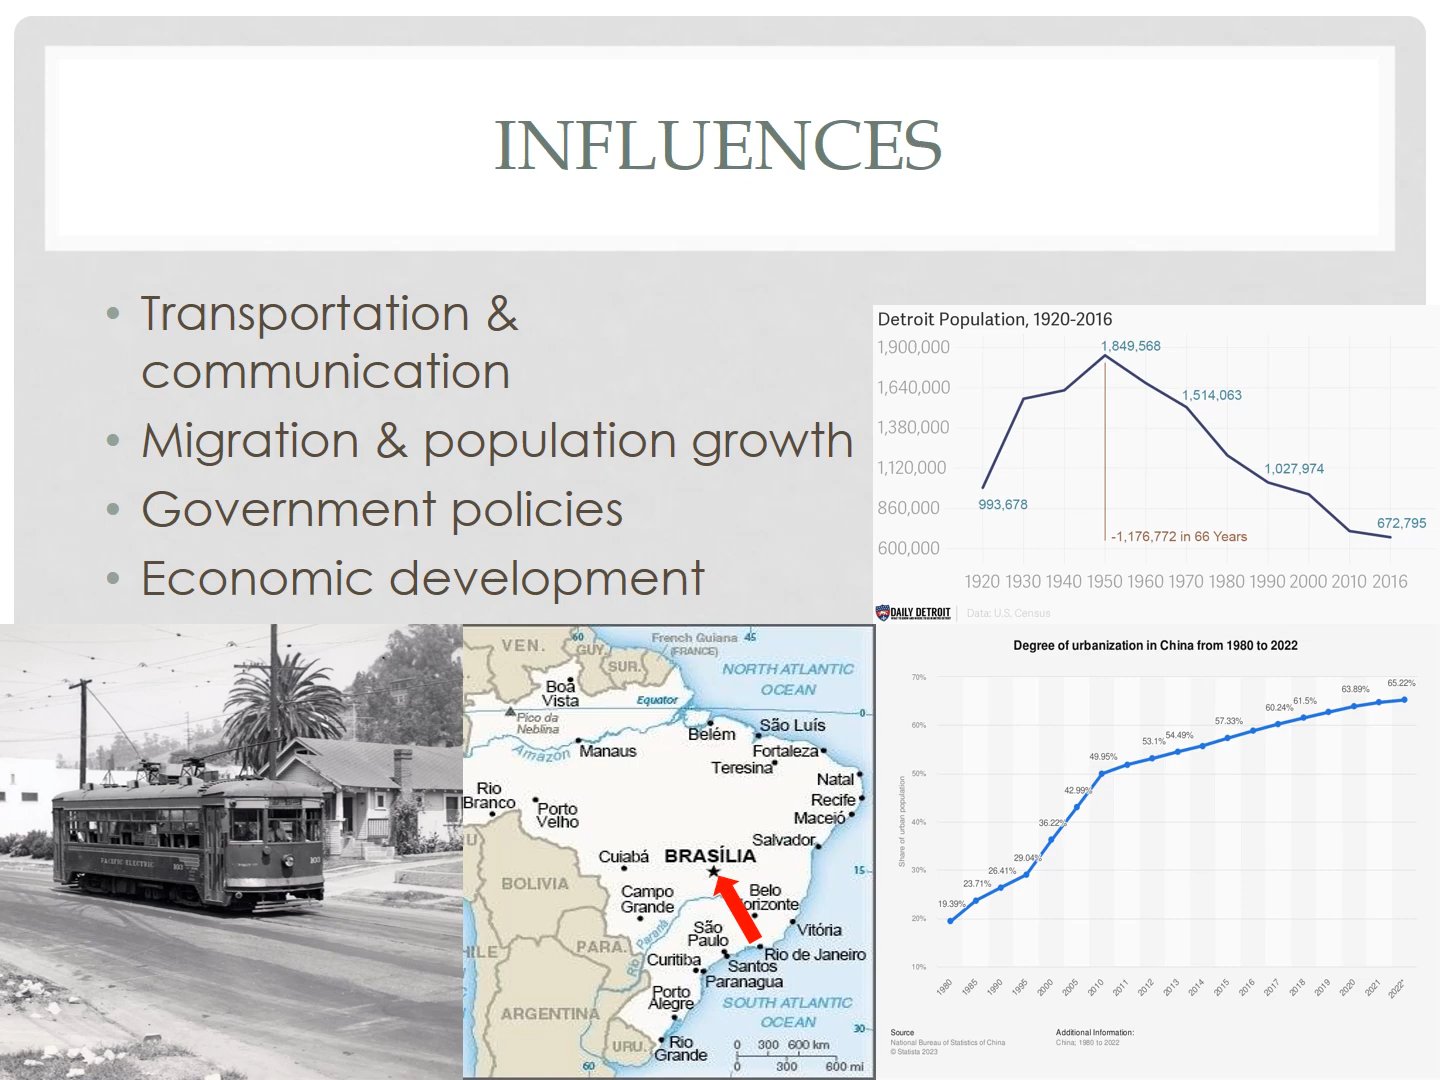 INFLUENCES
• Transportation &
communication
• Migration & population growth
• Government policies
• Economic development
Detroit Population, 1920-2016
1,900,000
1,640,000
1,380,000
1,120,000
860,000
600,000
1,849,568
1,514,063
1,027,974
993,678
672,795
-1,176,772 in 66 Years
1920 1930 1940 1950 1960 1970 1980 1990 2000 2010 2016
DAILY DETROIT
Data: U.S. Census
PACIFIC ELECTRIC
VEN.
60
GUY.
SUR.
French Guiana
(FRANCE)
45
NORTH ATLANTIC
OCEAN
Boa
Vista
Equator
0
Pico da
Neblina
São Luís
Belém
Amazon
Manaus
Fortaleza
Teresina
Natal
Rio
Branco
Porto
Velho
Recife
Maceió
Salvador
Cuiabá
BRASÍLIA
15
BOLIVIA
Campo
Grande
Belo
orizonte
São
Paulo
Vitória
PARA.
Paraná
Rio de Janeiro
HILE
Curitiba
Santos
Paranagua
Porto
Alegre
SOUTH ATLANTIC
OCEAN
ARGENTINA
30
URU.
Rio
Grande
0 300 600 km
0 300 600 mi
60
Degree of urbanization in China from 1980 to 2022
Share of urban population
70%
60%
50%
40%
30%
20%
10%
19.39%
23.71%
26.41%
29.04%
36.22%
42.99%
49.95%
53.1%
54.49%
57.33%
60.24%
61.5%
63.89%
65.22%
1980 1985 1990 1995 2000 2005 2010 2011 2012 2013 2014 2015 2016 2017 2018 2019 2020 2021 2022*
Source
National Bureau of Statistics of China
© Statista 2023
Additional Information:
China; 1980 to 2022